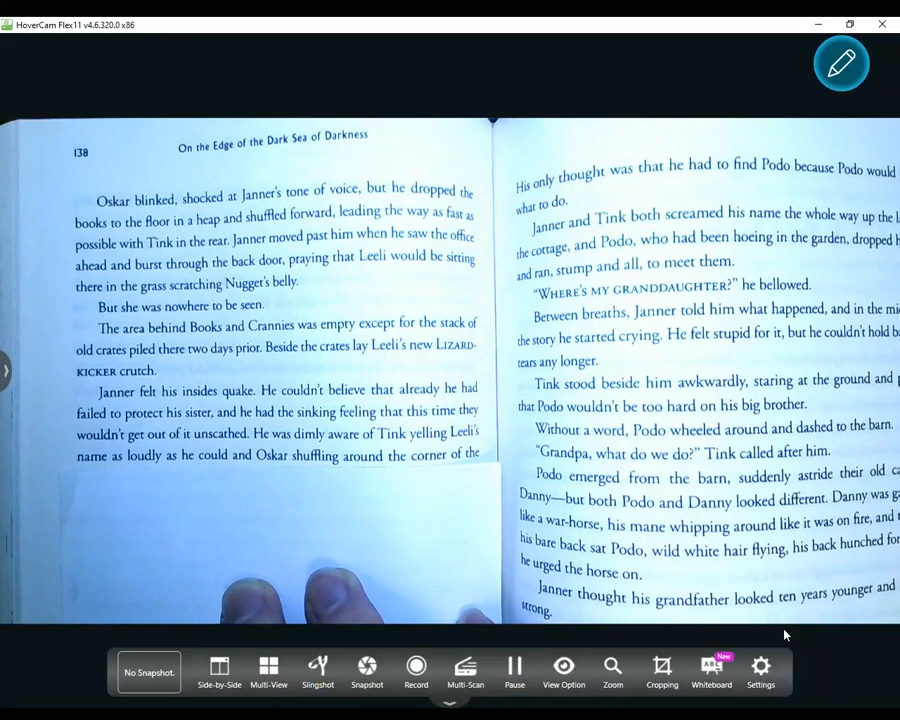 HoverCam Flex11 v4.6.320.0 x86
138
On the Edge of the Dark Sea of Darkness
Oskar blinked, shocked at Janner's tone of voice, but he dropped the
books to the floor in a heap and shuffled forward, leading the way as fast as
possible with Tink in the rear. Janner moved past him when he saw the office
ahead and burst through the back door, praying that Leeli would be sitting
there in the grass scratching Nugget's belly.
But she was nowhere to be seen.
The area behind Books and Crannies was empty except for the stack of
old crates piled there two days prior. Beside the crates lay Leeli's new LIZARD-
KICKER crutch.
Janner felt his insides quake. He couldn't believe that already he had
failed to protect his sister, and he had the sinking feeling that this time they
wouldn't get out of it unscathed. He was dimly aware of Tink yelling Leeli's
name as loudly as he could and Oskar shuffling around the corner of the
His only thought was that he had to find Podo because Podo would
what to do.
Janner and Tink both screamed his name the whole way up the
the cottage, and Podo, who had been hoeing in the garden, dropped
and ran, stump and all, to meet them.
"WHERE'S MY GRANDDAUGHTER?" he bellowed.
Between breaths, Janner told him what happened, and in the
the story he started crying. He felt stupid for it, but he couldn't hold
tears any longer.
Tink stood beside him awkwardly, staring at the ground and
that Podo wouldn't be too hard on his big brother.
Without a word, Podo wheeled around and dashed to the barn.
"Grandpa, what do we do?" Tink called after him.
Podo emerged from the barn, suddenly astride their old
Danny—but both Podo and Danny looked different. Danny was
like a war-horse, his mane whipping around like it was on fire, and
his bare back sat Podo, wild white hair flying, his back hunched
he urged the horse on.
Janner thought his grandfather looked ten years younger and
strong.
No Snapshot.
Side-by-Side
Multi-View
Slingshot
Snapshot
Record
Multi-Scan
Pause
View Option
Zoom
Cropping
New
ABC
Whiteboard
Settings